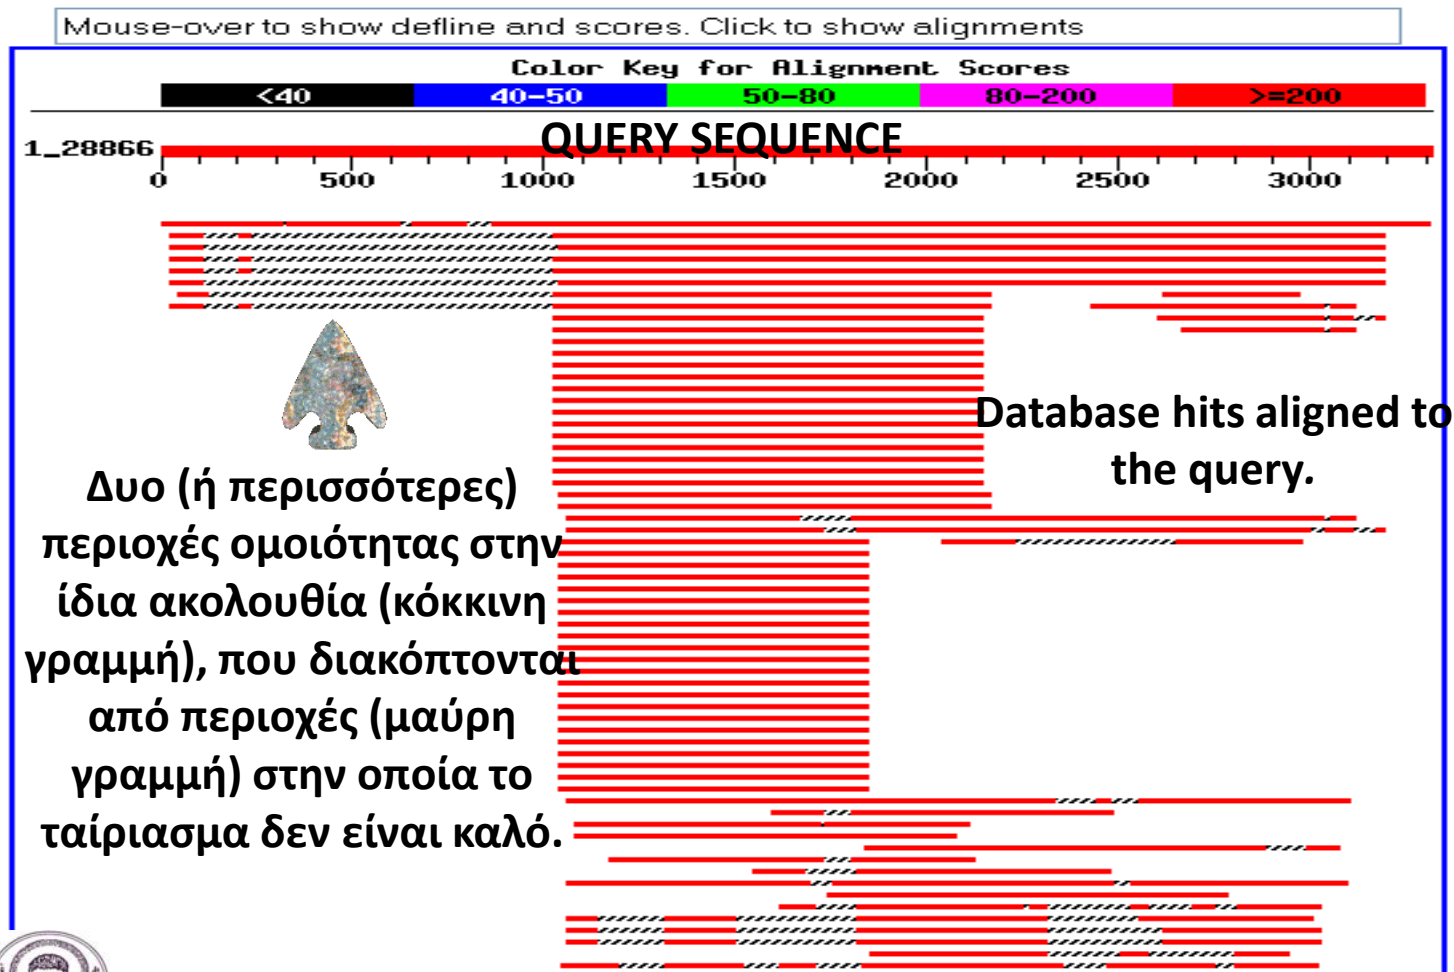 Mouse-over to show defline and scores. Click to show alignments
Color Key for Alignment Scores
<40 40-50 50-80 80-200 >=200
QUERY SEQUENCE
1_28866
0 500 1000 1500 2000 2500 3000
Database hits aligned to
the query.
Δυο (ή περισσότερες)
περιοχές ομοιότητας στην
ίδια ακολουθία (κόκκινη
γραμμή), που διακόπτονται
από περιοχές (μαύρη
γραμμή) στην οποία το
ταίριασμα δεν είναι καλό.